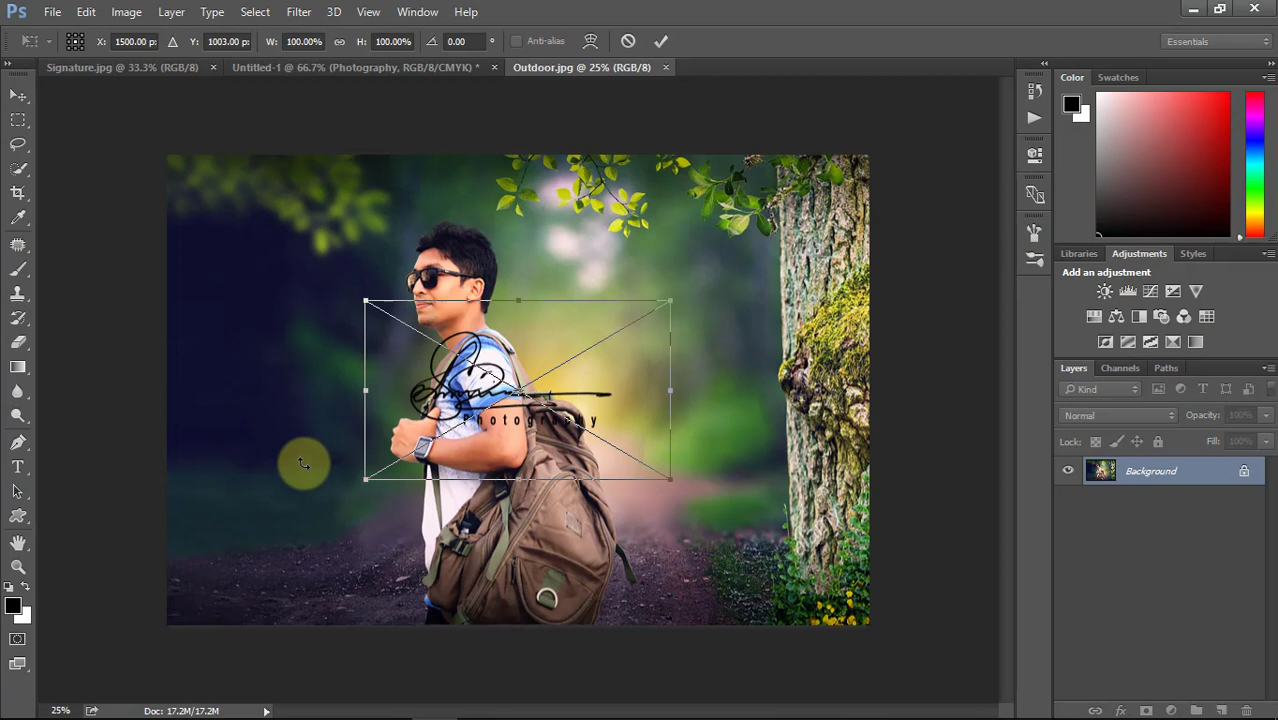 Ps File Edit Image Layer Type Select Filter 3D View Window Help
X: 1500.00 p: Y: 1003.00 p: W: 100.00% H: 100.00% 0.00 ° Anti-alias Essentials
Signature.jpg @ 33.3% (RGB/8) × Untitled-1 @ 66.7% (Photography, RGB/8/CMYK) * × Outdoor.jpg @ 25% (RGB/8) ×
Color Swatches
Libraries Adjustments Styles
Add an adjustment
Layers Channels Paths
Kind
Normal Opacity: 100%
Lock: Fill: 100%
Background
Photography
25% Doc: 17.2M/17.2M